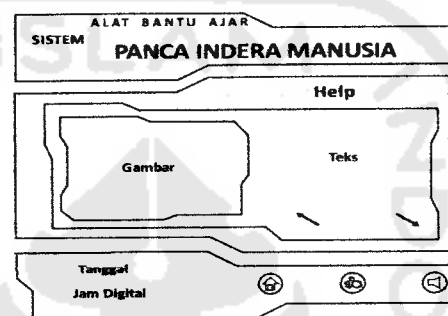 ALAT BANTU AJAR
SISTEM
PANCA INDERA MANUSIA
Help
Gambar
Teks
Tanggal
Jam Digital